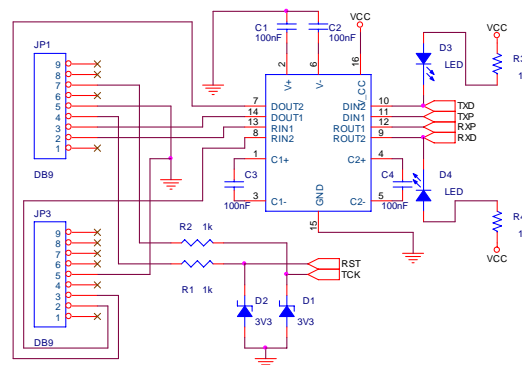 C1
C2
VCC
100nF
100nF
JP1
9
8
7
6
5
4
3
2
1
DB9
2
V+
6
V-
16
V_CC
D3
LED
VCC
7 DOUT2
14 DOUT1
13 RIN1
8 RIN2
DIN2 10
DIN1 11
ROUT1 12
ROUT2 9
TXD
TXP
RXP
RXD
1 C1+
C2+ 4
C3
100nF
3 C1-
GND
15
C4
100nF
C2- 5
D4
LED
VCC
JP3
9
8
7
6
5
4
3
2
1
DB9
R2 1k
R1 1k
RST
TCK
D2
3V3
D1
3V3